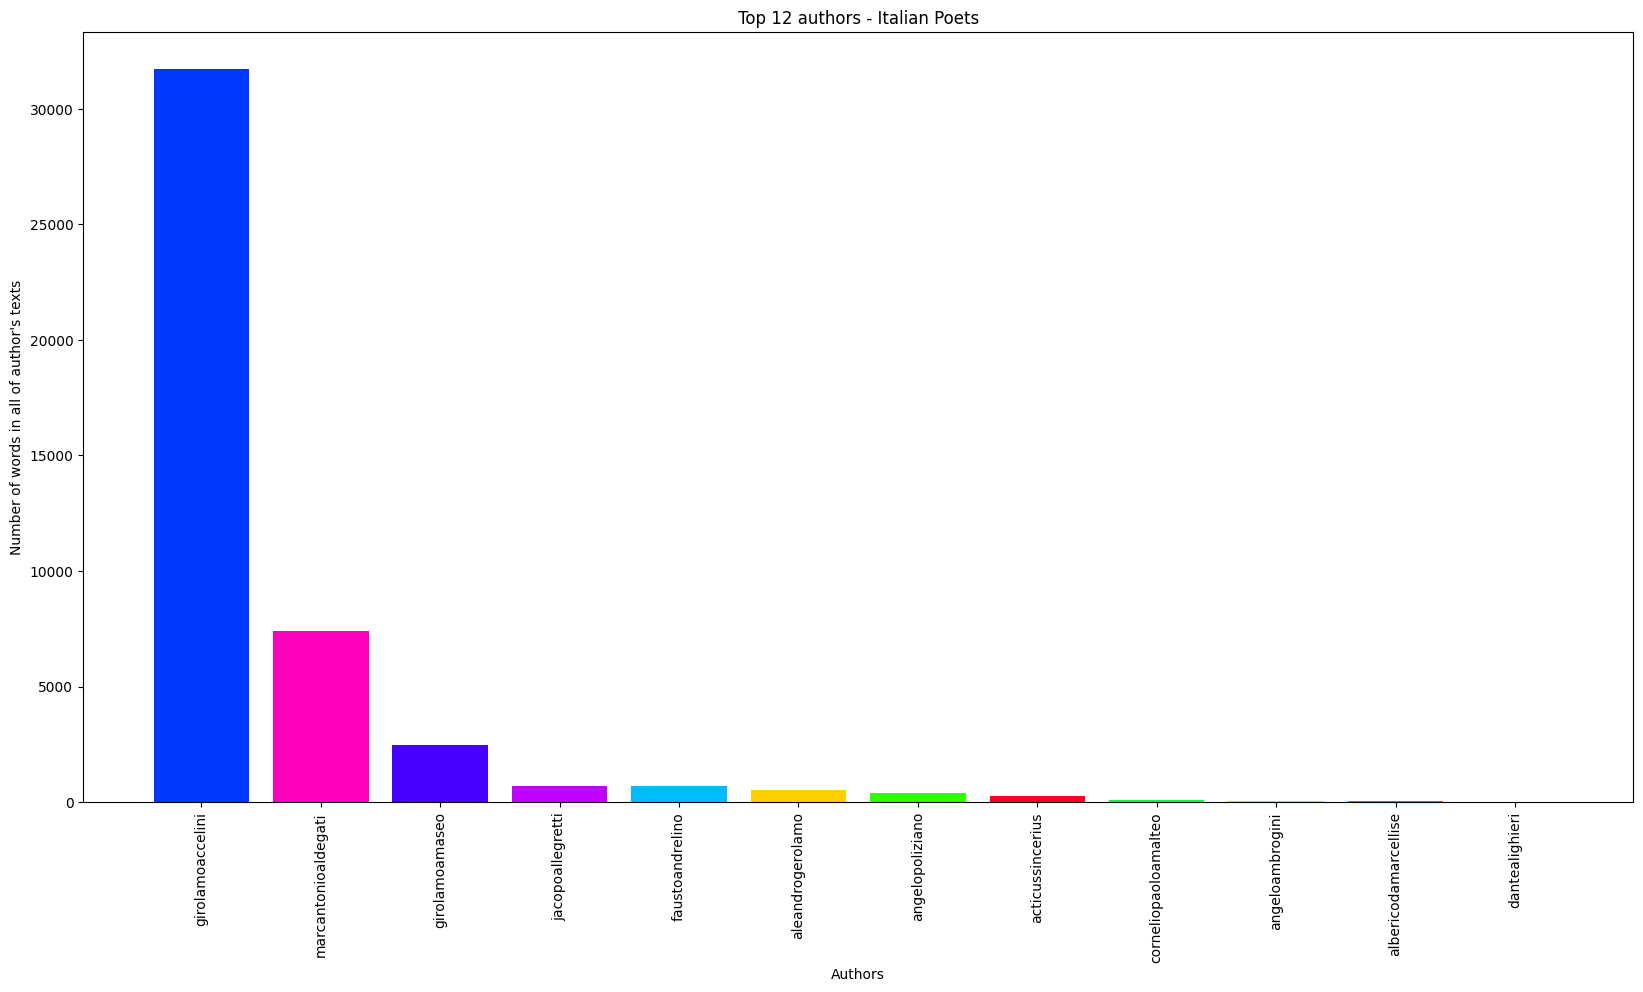 Top 12 authors - Italian Poets
Number of words in all of author's texts
30000
25000
20000
15000
10000
5000
0
girolamoaccelini
marcantonioaldegati
girolamoamaseo
jacopoallegretti
faustoandrelino
aleandrogerolamo
angelopoliziano
acticussincerius
corneliopaoloamalteo
angeloambrogini
albericodamarcellise
dantealighieri
Authors